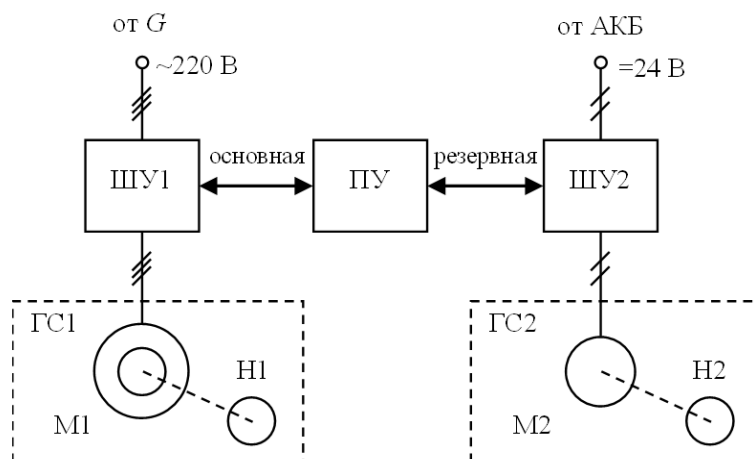 от G
~220 В
от АКБ
=24 В
ШУ1
основная
ПУ
резервная
ШУ2
ГС1
Н1
М1
ГС2
Н2
М2